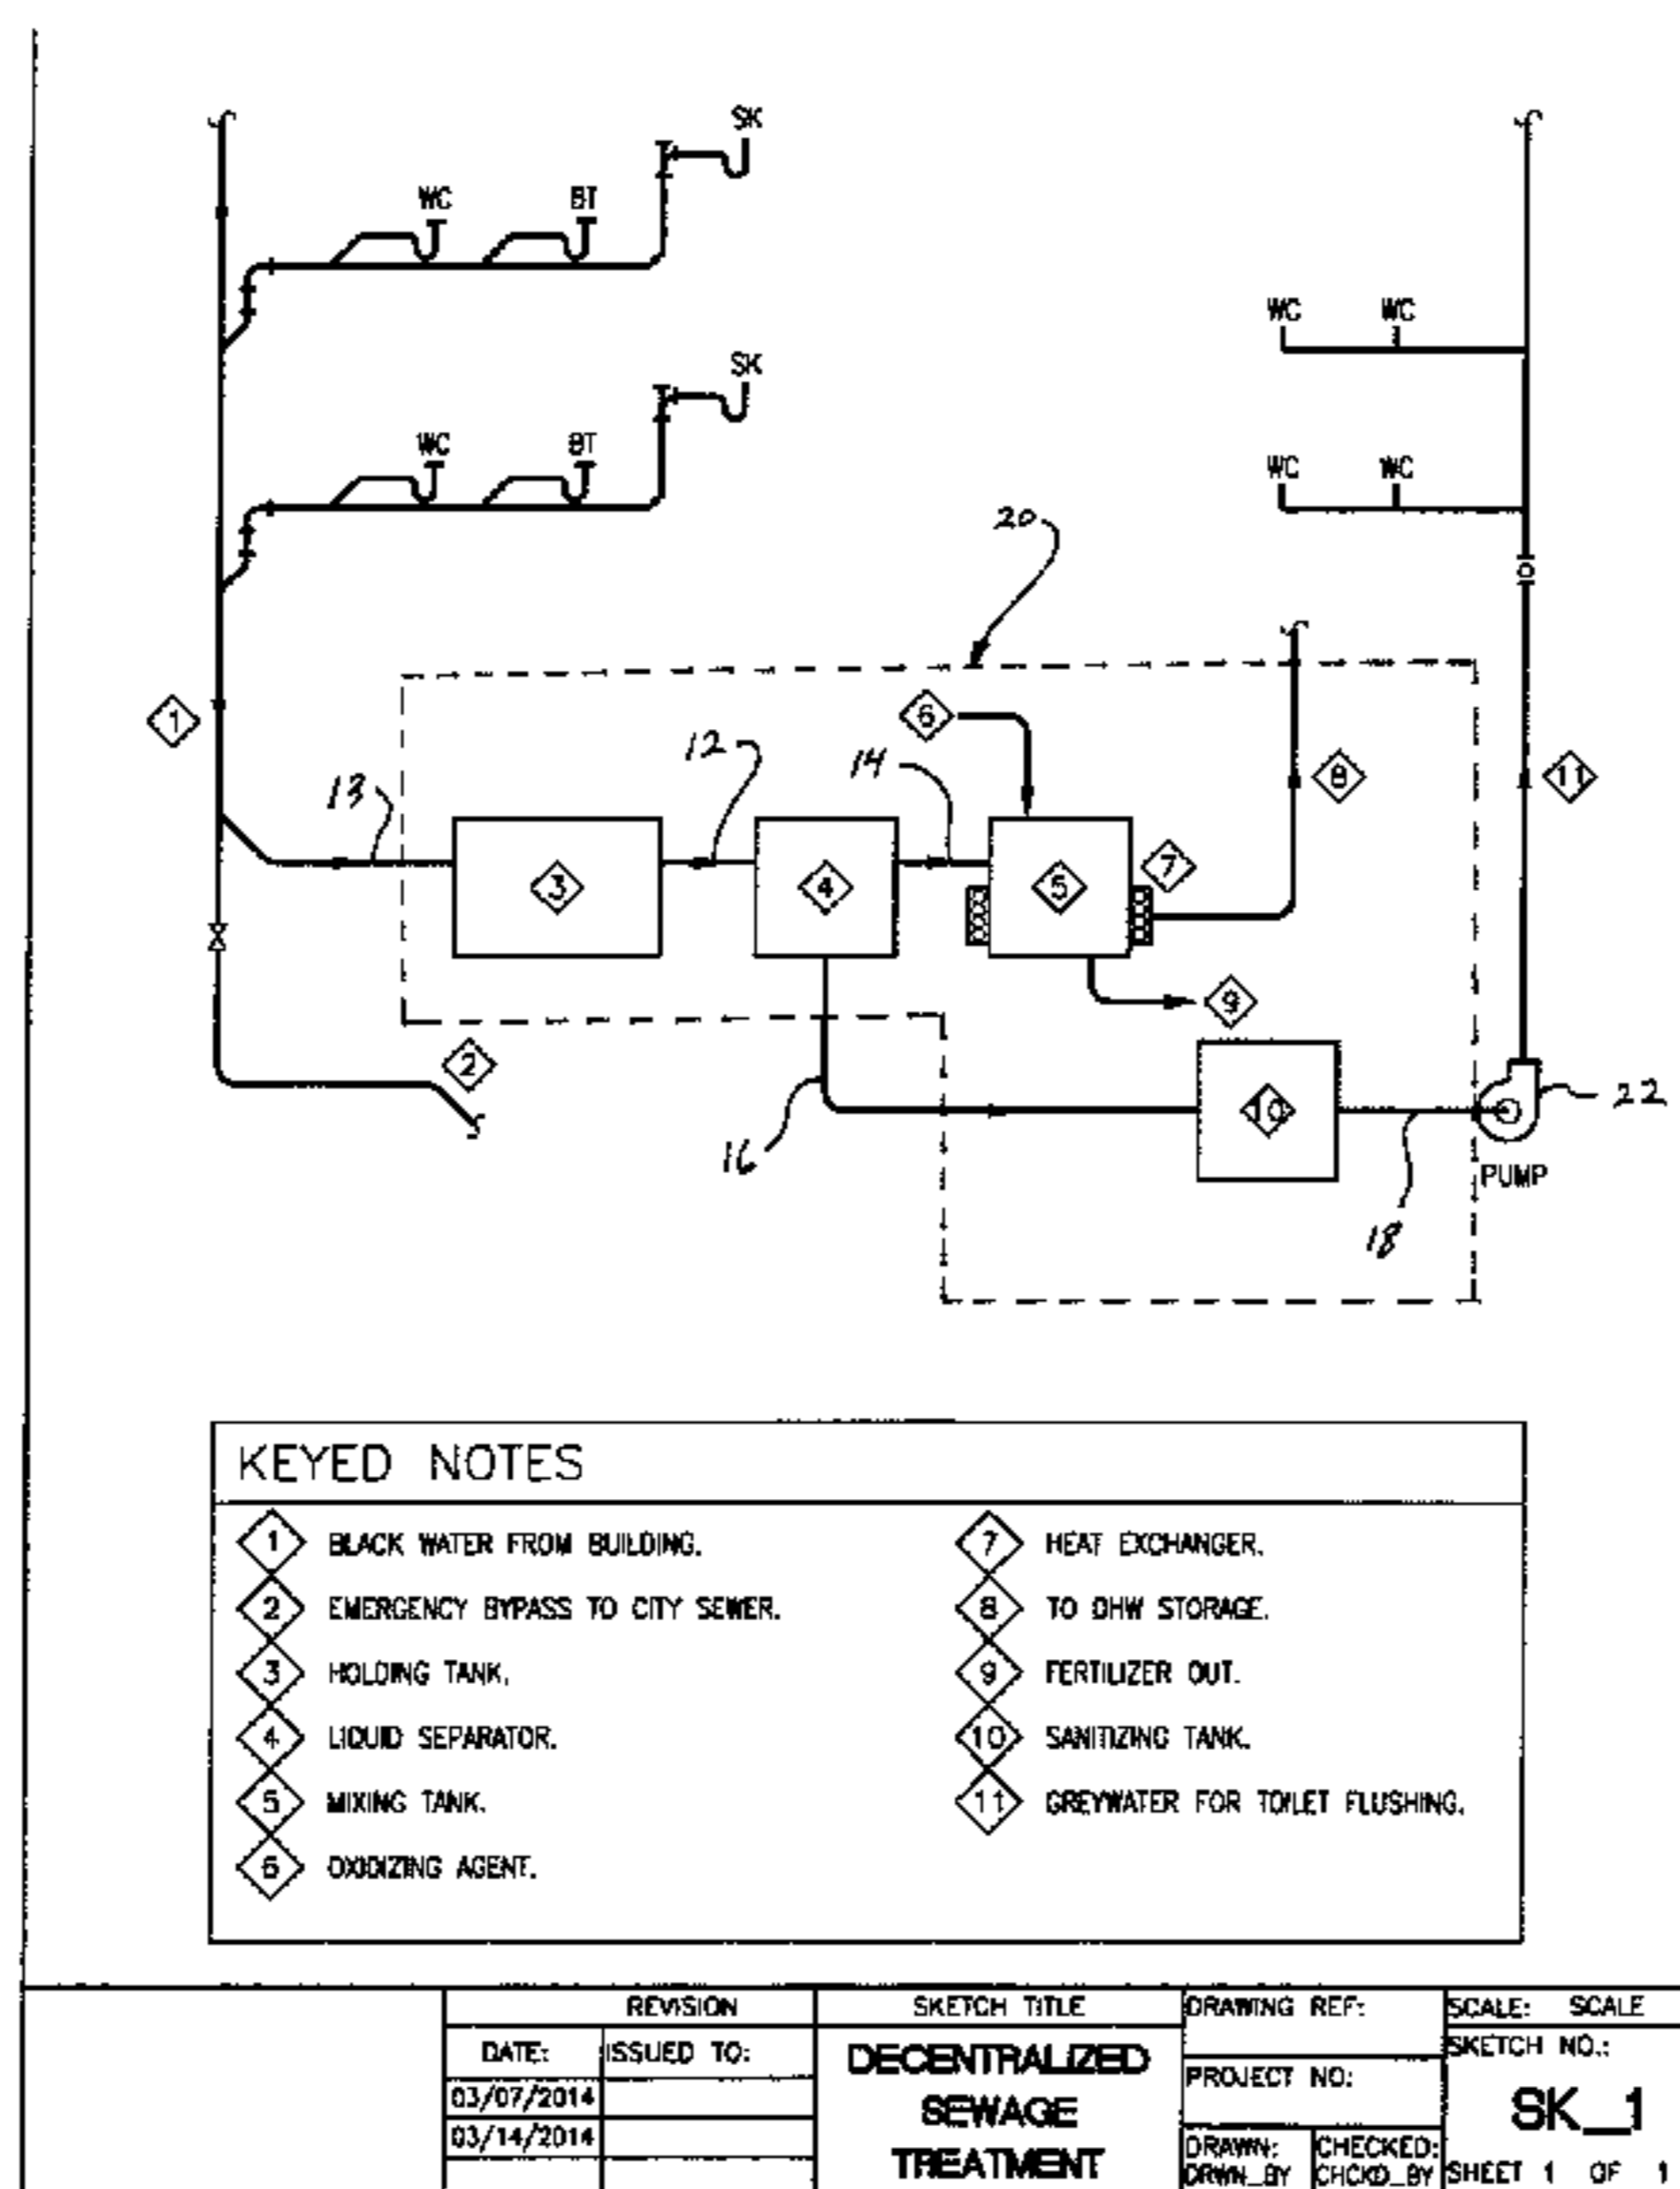 SK
WC BT
SK
WC BT
WC WC
WC WC
20
1
6
12
14
13
8
11
3
4
5
7
9
2
10
16
22
PUMP
18
KEYED NOTES
1 BLACK WATER FROM BUILDING.
2 EMERGENCY BYPASS TO CITY SEWER.
3 HOLDING TANK.
4 LIQUID SEPARATOR.
5 MIXING TANK.
6 OXIDIZING AGENT.
7 HEAT EXCHANGER.
8 TO DHW STORAGE.
9 FERTILIZER OUT.
10 SANITIZING TANK.
11 GREYWATER FOR TOILET FLUSHING.
REVISION
DATE: ISSUED TO:
03/07/2014
03/14/2014
SKETCH TITLE
DECENTRALIZED
SEWAGE
TREATMENT
DRAWING REF:
PROJECT NO:
DRAWN: CHECKED:
DRWN_BY CHCKD_BY
SCALE: SCALE
SKETCH NO.:
SK_1
SHEET 1 OF 1